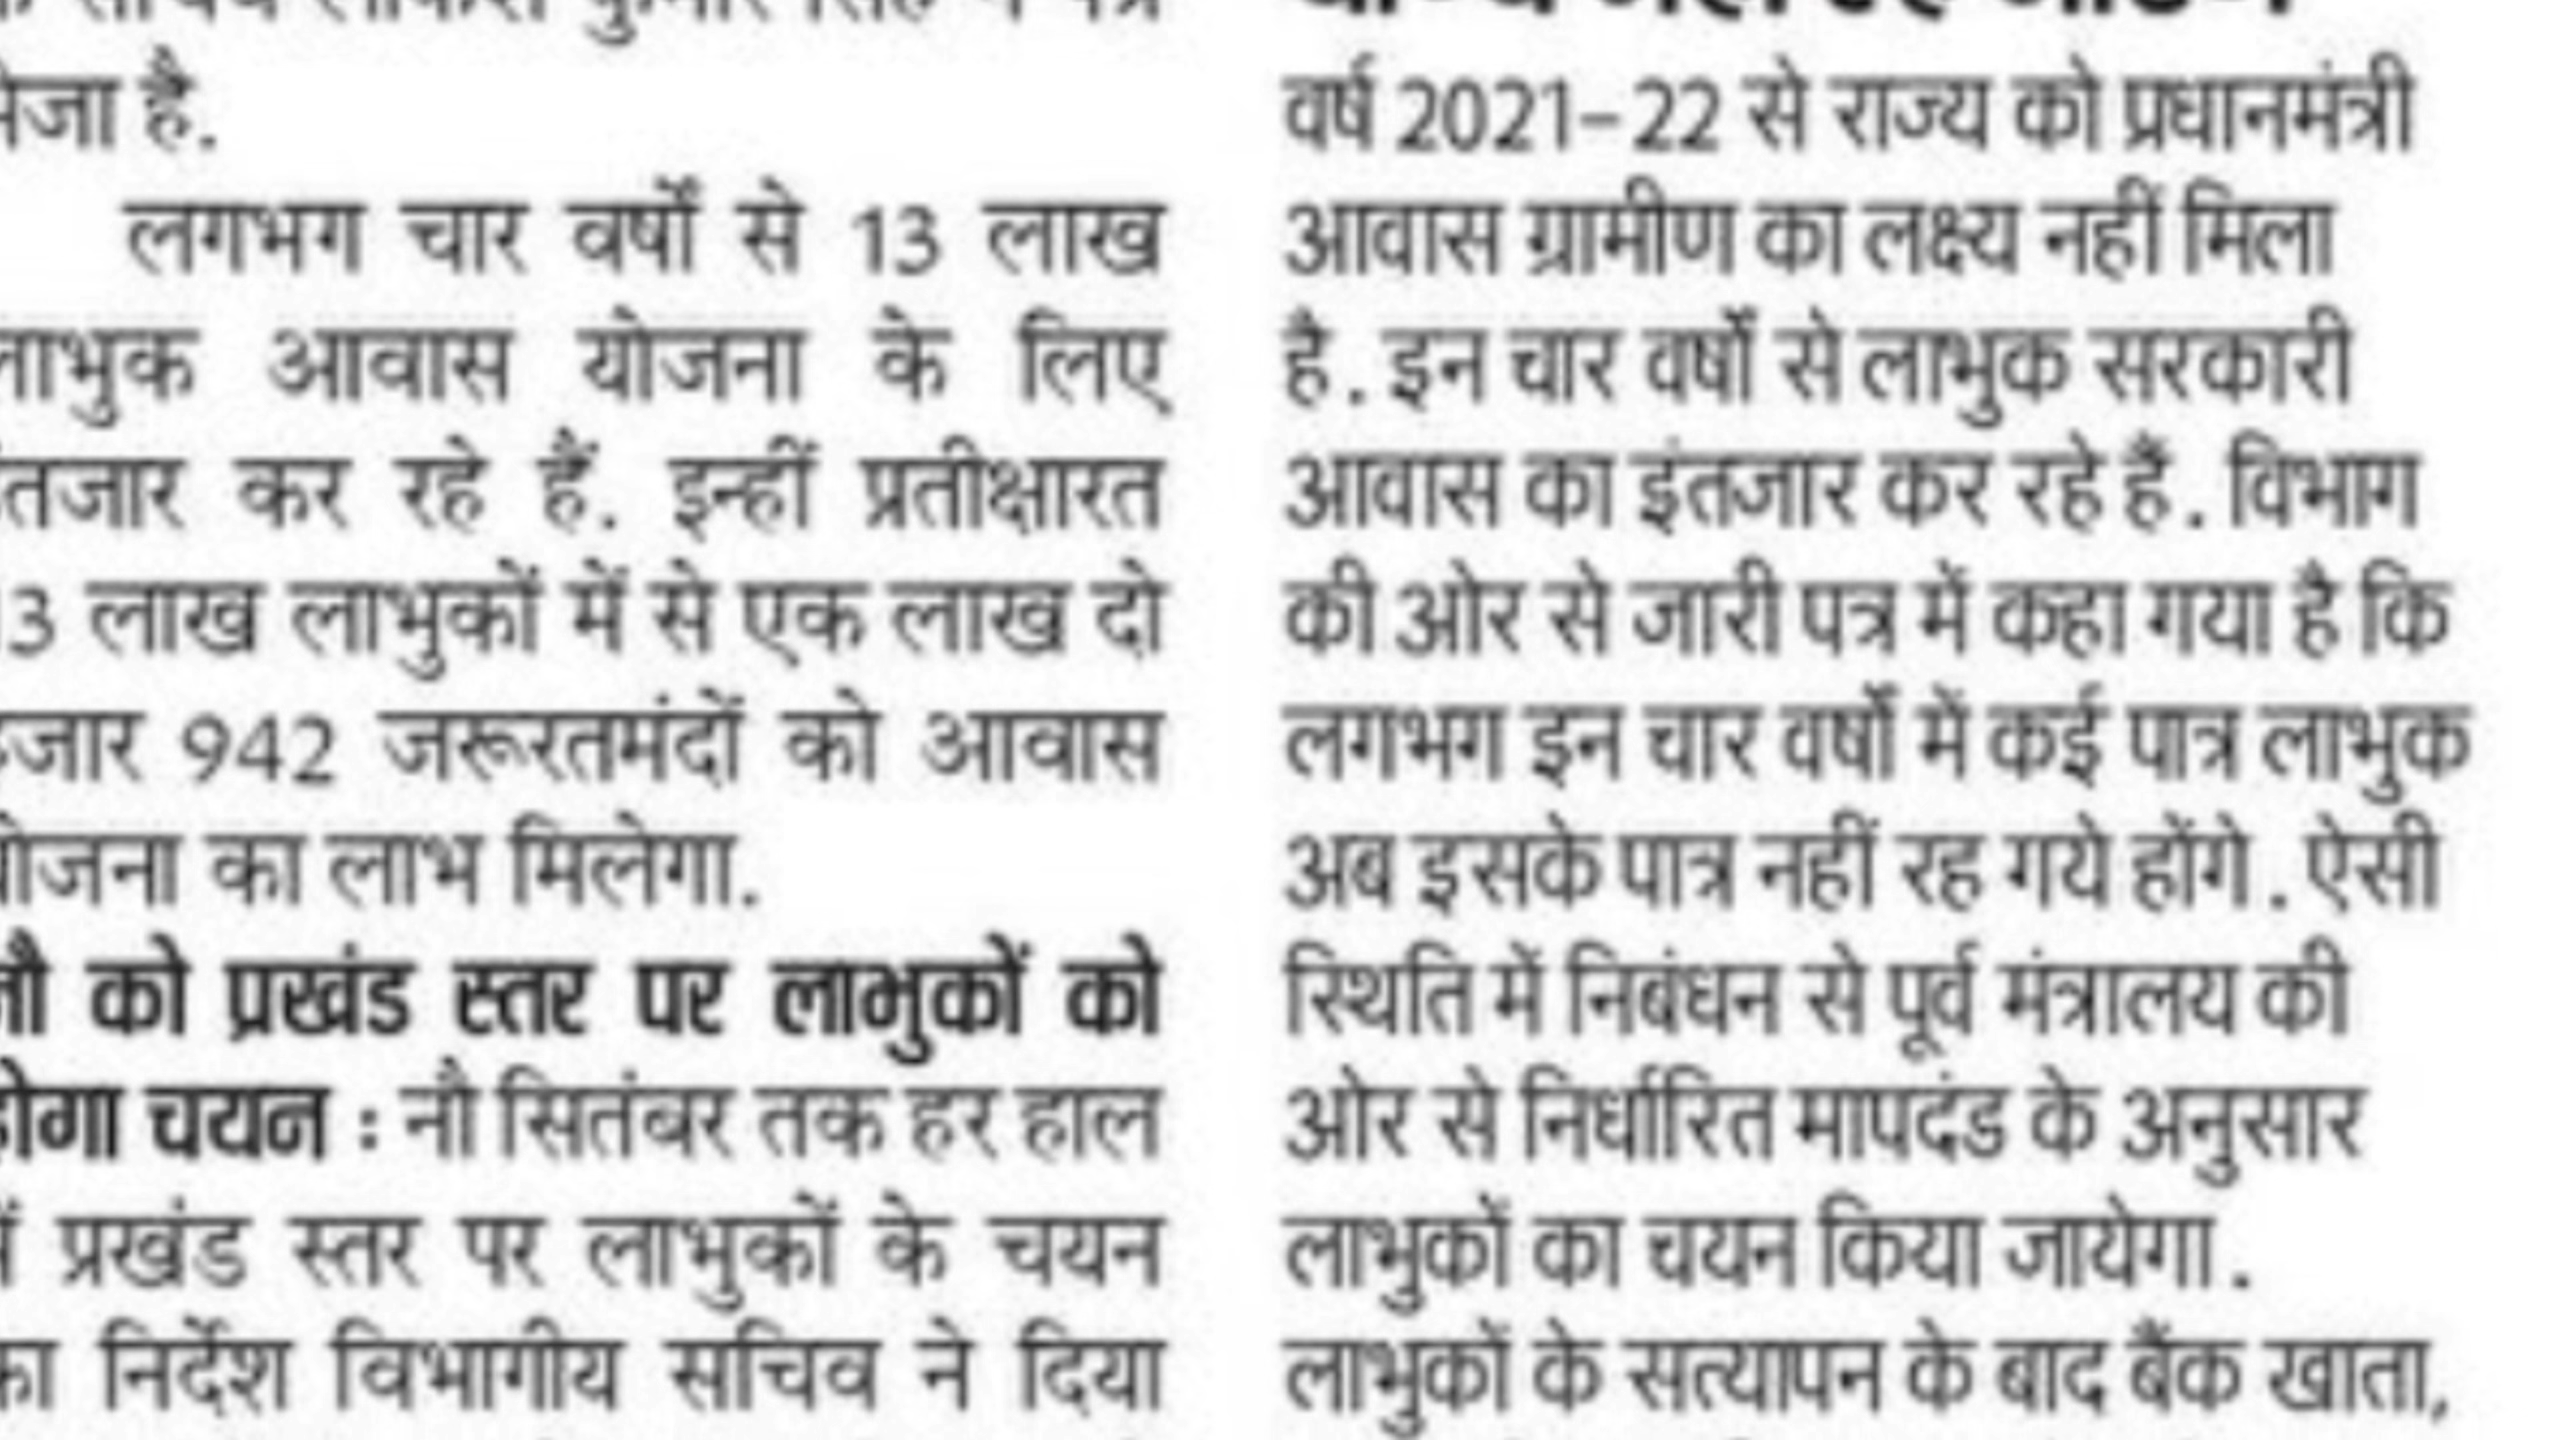 है.
लगभग चार वर्षों से 13 लाख
लाभुक आवास योजना के लिए
कर रहे हैं. इन्हीं प्रतीक्षारत
13 लाख लाभुकों में से एक लाख दो
942 जरूरतमंदों को आवास
योजना का लाभ मिलेगा.
को प्रखंड स्तर पर लाभुकों को
होगा चयन : नौ सितंबर तक हर हाल
में प्रखंड स्तर पर लाभुकों के चयन
का निर्देश विभागीय सचिव ने दिया
वर्ष 2021-22 से राज्य को प्रधानमंत्री
आवास ग्रामीण का लक्ष्य नहीं मिला
है. इन चार वर्षों से लाभुक सरकारी
आवास का इंतजार कर रहे हैं. विभाग
की ओर से जारी पत्र में कहा गया है कि
लगभग इन चार वर्षों में कई पात्र लाभुक
अब इसके पात्र नहीं रह गये होंगे. ऐसी
स्थिति में निबंधन से पूर्व मंत्रालय की
ओर से निर्धारित मापदंड के अनुसार
लाभुकों का चयन किया जायेगा.
लाभुकों के सत्यापन के बाद बैंक खाता,